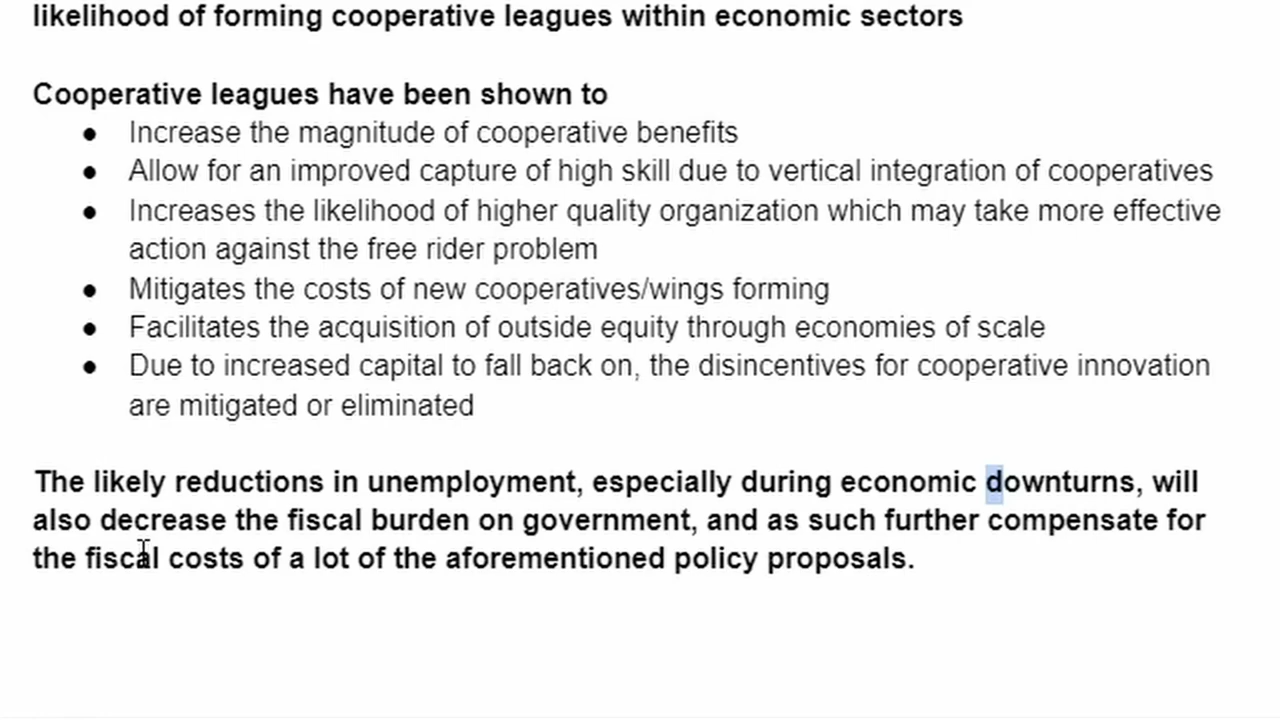 likelihood of forming cooperative leagues within economic sectors
Cooperative leagues have been shown to
● Increase the magnitude of cooperative benefits
● Allow for an improved capture of high skill due to vertical integration of cooperatives
● Increases the likelihood of higher quality organization which may take more effective
action against the free rider problem
● Mitigates the costs of new cooperatives/wings forming
● Facilitates the acquisition of outside equity through economies of scale
● Due to increased capital to fall back on, the disincentives for cooperative innovation
are mitigated or eliminated
The likely reductions in unemployment, especially during economic downturns, will
also decrease the fiscal burden on government, and as such further compensate for
the fiscal costs of a lot of the aforementioned policy proposals.